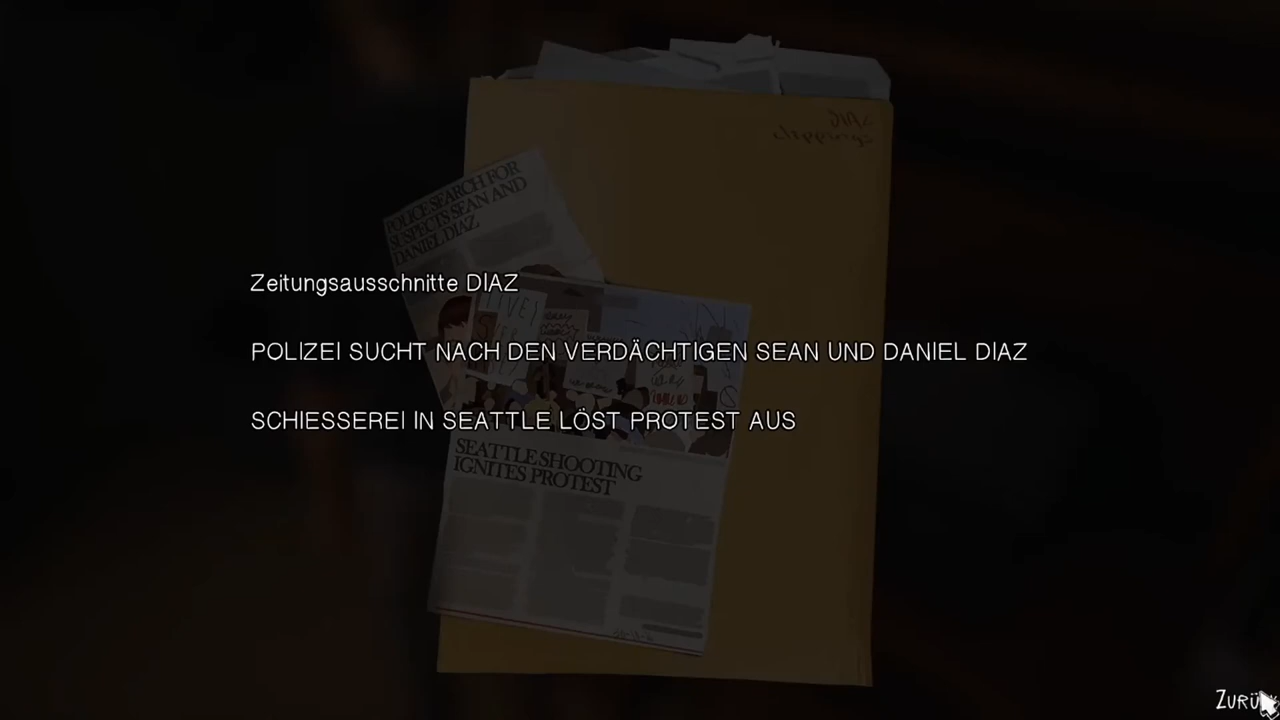 DIAZ
clippings
POLICE SEARCH FOR
SUSPECTS SEAN AND
DANIEL DIAZ
Zeitungsausschnitte DIAZ
POLIZEI SUCHT NACH DEN VERDÄCHTIGEN SEAN UND DANIEL DIAZ
SCHIESSEREI IN SEATTLE LÖST PROTEST AUS
SEATTLE SHOOTING
IGNITES PROTEST